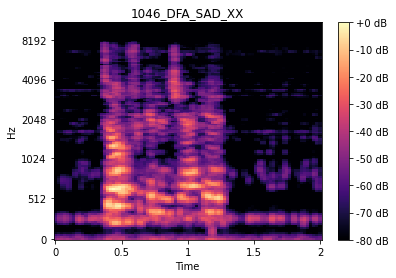 1046_DFA_SAD_XX
8192
4096
2048
1024
512
0
Hz
0
0.5
1
1.5
2
Time
+0 dB
-10 dB
-20 dB
-30 dB
-40 dB
-50 dB
-60 dB
-70 dB
-80 dB